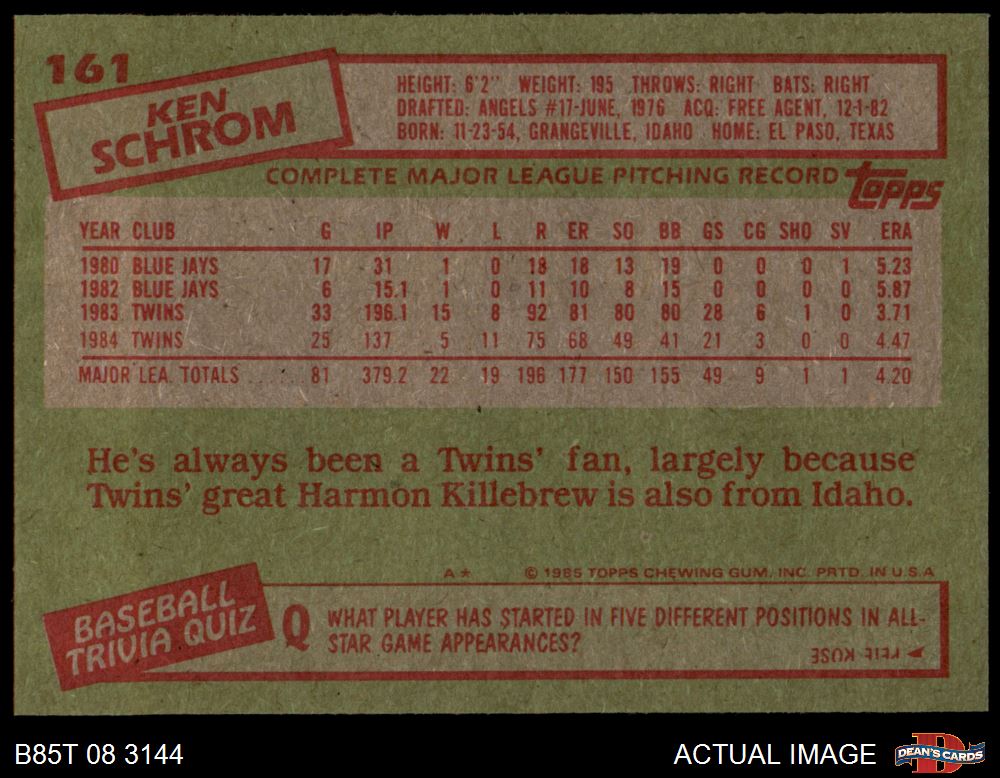 161
KEN
SCHROM
HEIGHT: 6'2" WEIGHT: 195 THROWS: RIGHT BATS: RIGHT
DRAFTED: ANGELS #17-JUNE, 1976 ACQ: FREE AGENT, 12-1-82
BORN: 11-23-54, GRANGEVILLE, IDAHO HOME: EL PASO, TEXAS
COMPLETE MAJOR LEAGUE PITCHING RECORD topps
YEAR CLUB G IP W L R ER SO BB GS CG SHO SV ERA
1980 BLUE JAYS 17 31 1 0 18 18 13 19 0 0 0 1 5.23
1982 BLUE JAYS 6 15.1 1 0 11 10 8 15 0 0 0 0 5.87
1983 TWINS 33 196.1 15 8 92 81 80 80 28 6 1 0 3.71
1984 TWINS 25 137 5 11 75 68 49 41 21 3 0 0 4.47
MAJOR LEA. TOTALS ...... 81 379.2 22 19 196 177 150 155 49 9 1 1 4.20
He's always been a Twins' fan, largely because
Twins' great Harmon Killebrew is also from Idaho.
A* © 1985 TOPPS CHEWING GUM, INC. PRTD. IN U.S.A
BASEBALL
TRIVIA QUIZ
Q WHAT PLAYER HAS STARTED IN FIVE DIFFERENT POSITIONS IN ALL-
STAR GAME APPEARANCES?
PETE ROSE
B85T 08 3144
ACTUAL IMAGE
DEAN'S CARDS